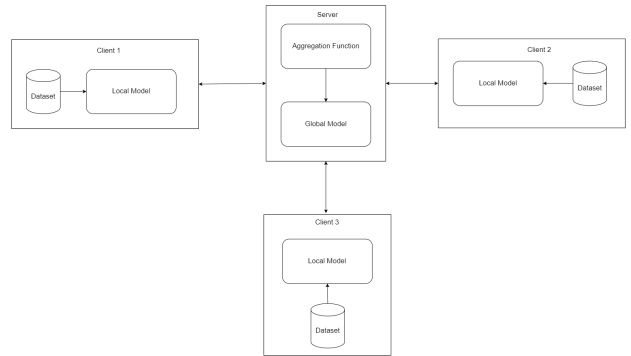 Server
Aggregation Function
Global Model
Client 1
Dataset
Local Model
Client 2
Local Model
Dataset
Client 3
Local Model
Dataset